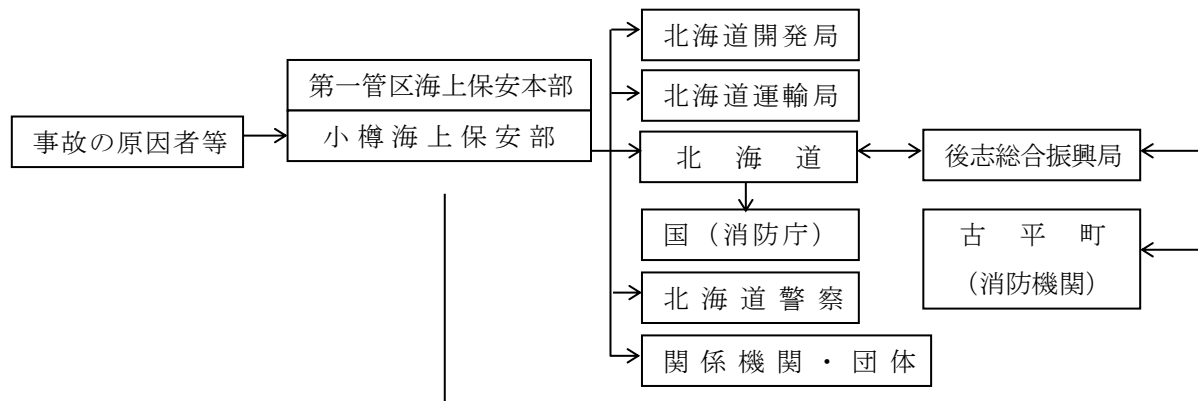 北海道開発局
第一管区海上保安本部
北海道運輸局
事故の原因者等
小樽海上保安部
北海道
後志総合振興局
国（消防庁）
古平町
（消防機関）
北海道警察
関係機関・団体